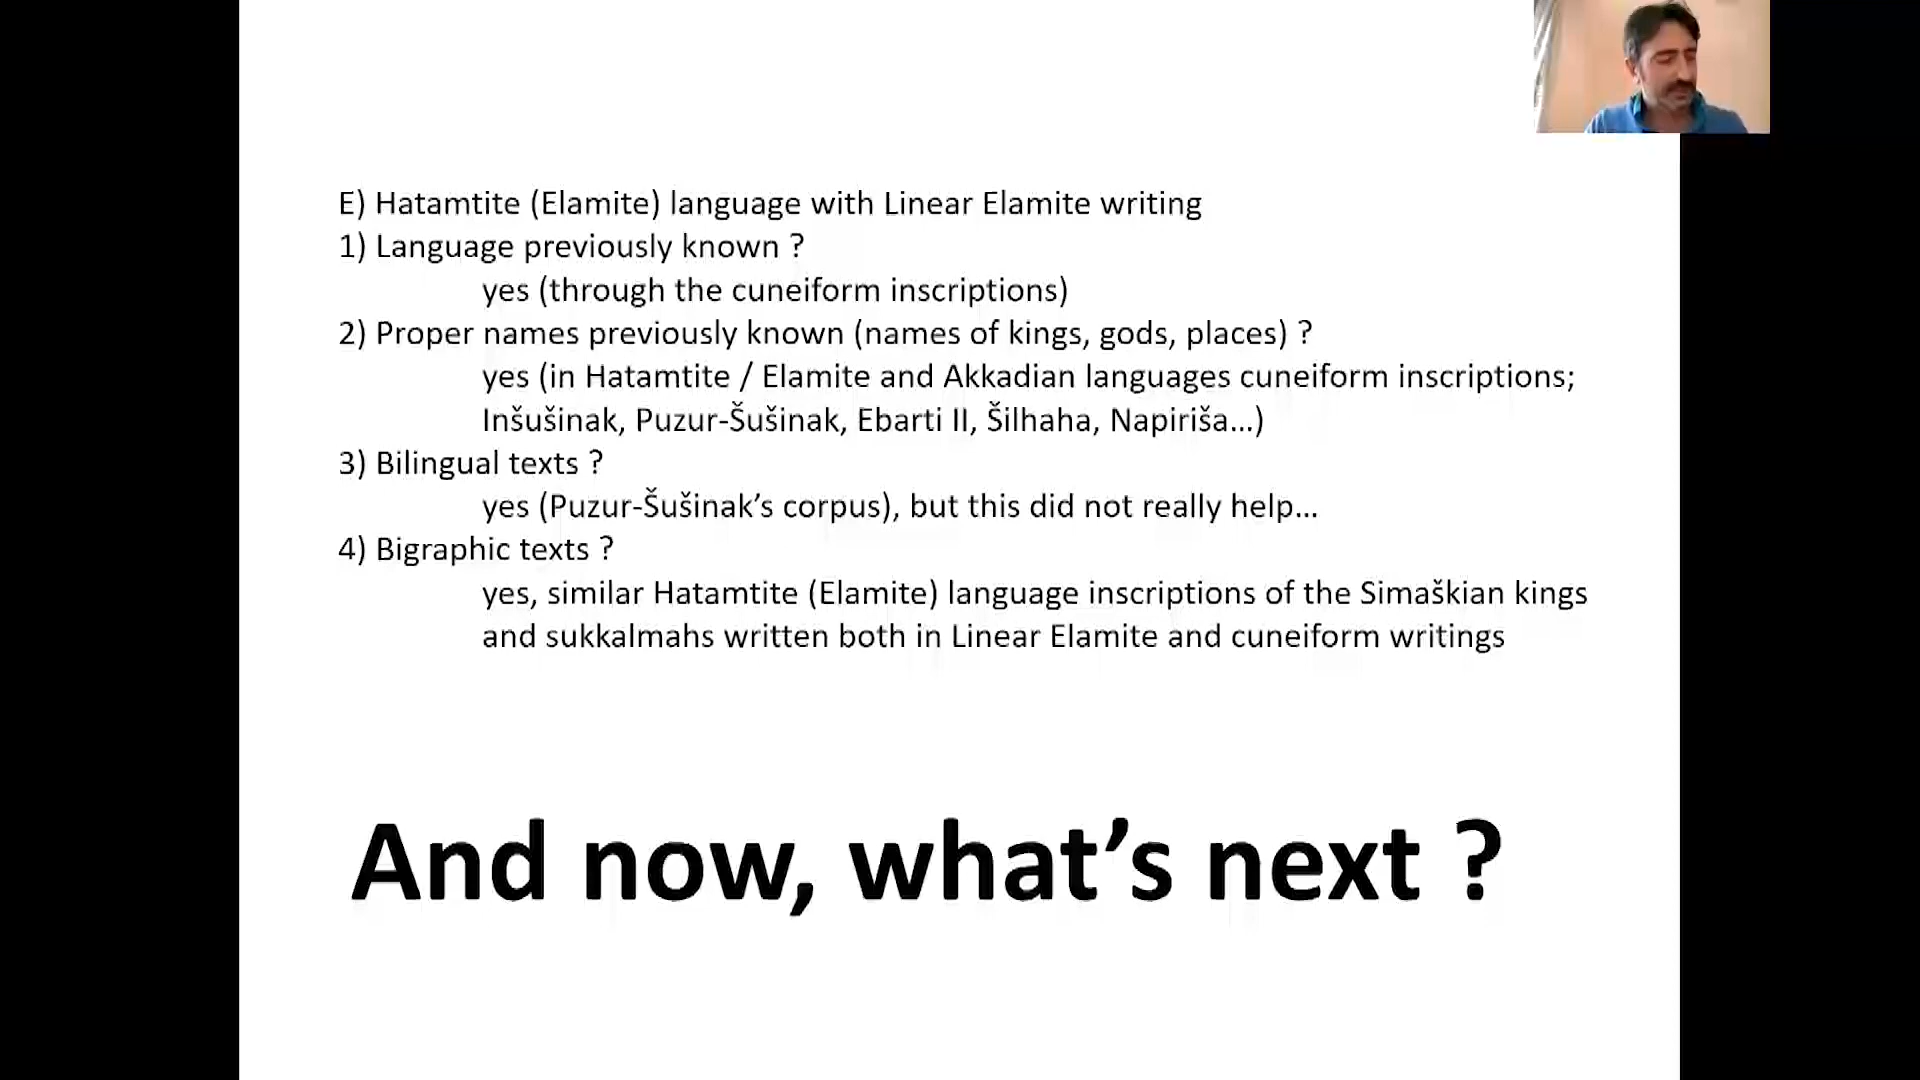 E) Hatamtite (Elamite) language with Linear Elamite writing
1) Language previously known ?
yes (through the cuneiform inscriptions)
2) Proper names previously known (names of kings, gods, places) ?
yes (in Hatamtite / Elamite and Akkadian languages cuneiform inscriptions;
Inšušinak, Puzur-Šušinak, Ebarti II, Šilhaha, Napiriša...)
3) Bilingual texts ?
yes (Puzur-Šušinak’s corpus), but this did not really help...
4) Bigraphic texts ?
yes, similar Hatamtite (Elamite) language inscriptions of the Simaškian kings
and sukkalmahs written both in Linear Elamite and cuneiform writings
And now, what’s next ?